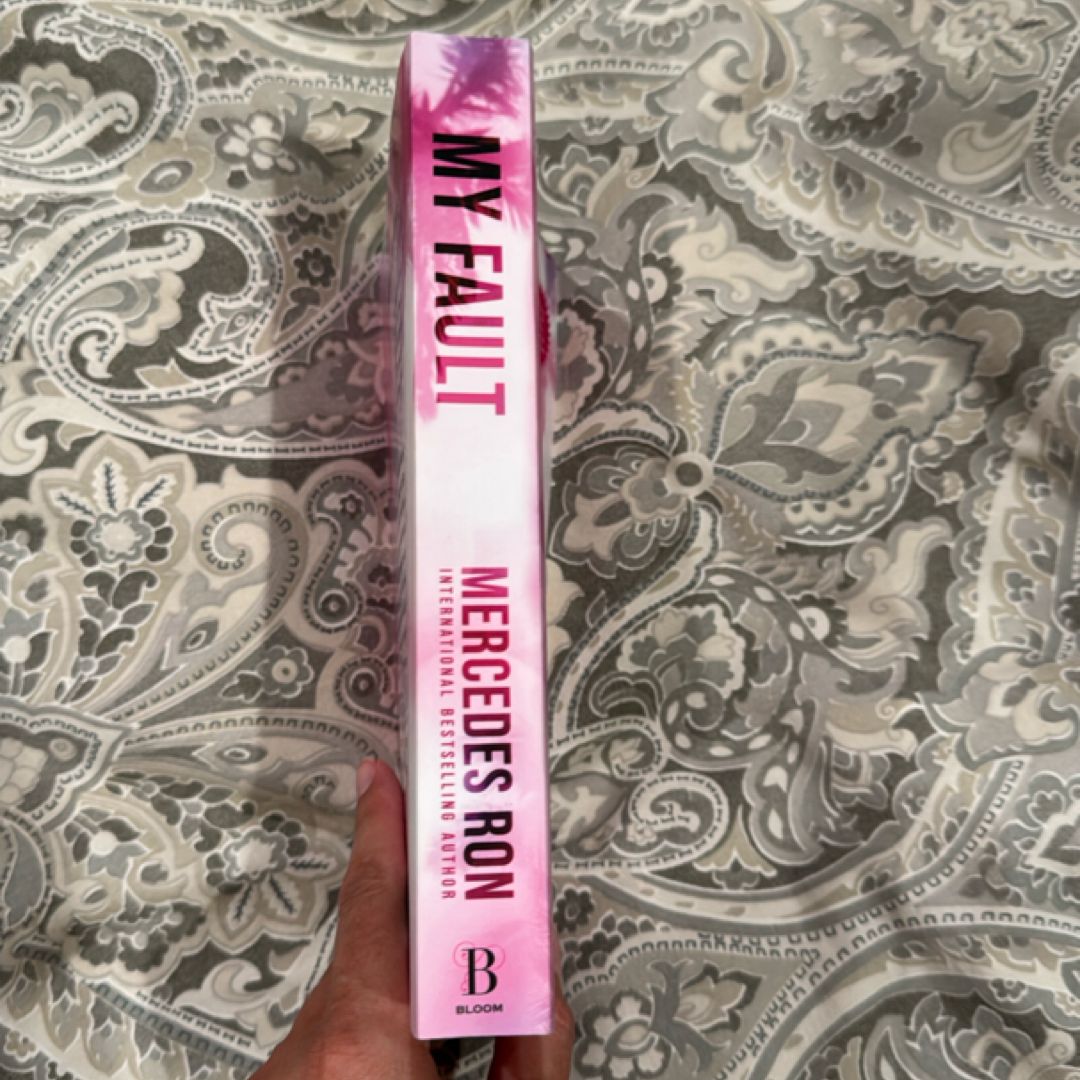 MY FAULT
MERCEDES RON
INTERNATIONAL BESTSELLING AUTHOR
B
BLOOM